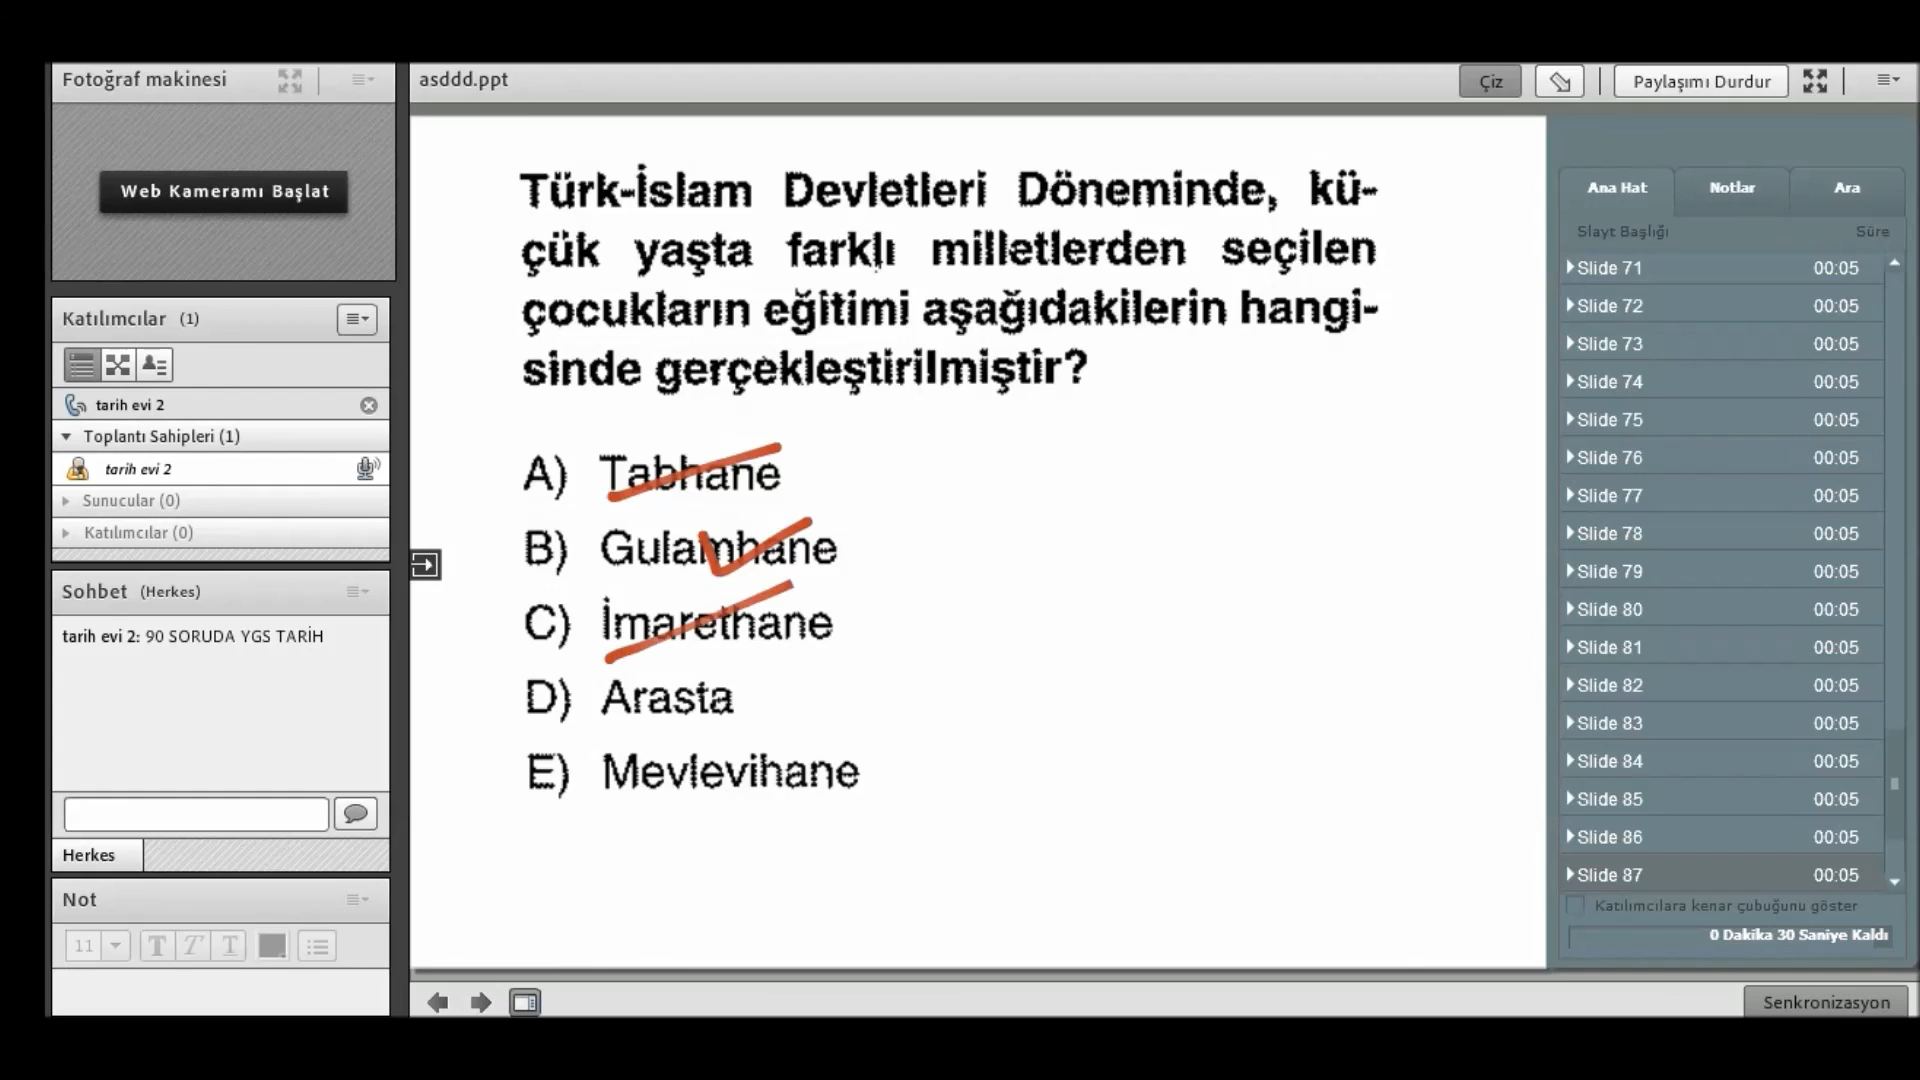 Fotoğraf makinesi
Web Kameramı Başlat
Katılımcılar (1)
tarih evi 2
Toplantı Sahipleri (1)
tarih evi 2
Sunucular (0)
Katılımcılar (0)
Sohbet (Herkes)
tarih evi 2: 90 SORUDA YGS TARİH
Herkes
Not
11
T T T
asddd.ppt
Çiz
Paylaşımı Durdur
Türk-İslam Devletleri Döneminde, kü-
çük yaşta farklı milletlerden seçilen
çocukların eğitimi aşağıdakilerin hangi-
sinde gerçekleştirilmiştir?
A) Tabhane
B) Gulamhane
C) İmarethane
D) Arasta
E) Mevlevihane
Ana Hat Notlar Ara
Slayt Başlığı Süre
Slide 71 00:05
Slide 72 00:05
Slide 73 00:05
Slide 74 00:05
Slide 75 00:05
Slide 76 00:05
Slide 77 00:05
Slide 78 00:05
Slide 79 00:05
Slide 80 00:05
Slide 81 00:05
Slide 82 00:05
Slide 83 00:05
Slide 84 00:05
Slide 85 00:05
Slide 86 00:05
Slide 87 00:05
Katılımcılara kenar çubuğunu göster
0 Dakika 30 Saniye Kaldı
Senkronizasyon